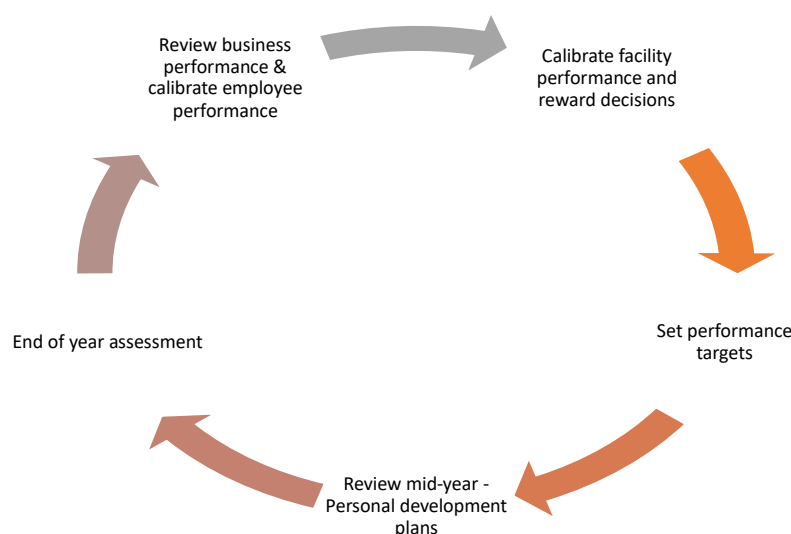 Review business
performance &
calibrate employee
performance
Calibrate facility
performance and
reward decisions
Set performance
targets
Review mid-year -
Personal development
plans
End of year assessment